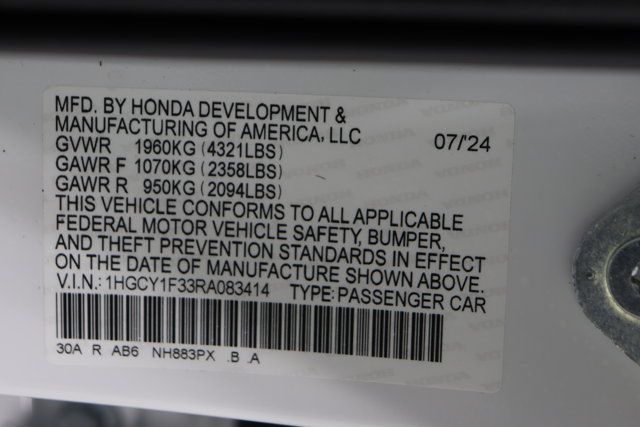 MFD. BY HONDA DEVELOPMENT &
MANUFACTURING OF AMERICA, LLC 07/'24
GVWR 1960KG (4321LBS)
GAWR F 1070KG (2358LBS)
GAWR R 950KG (2094LBS)
THIS VEHICLE CONFORMS TO ALL APPLICABLE
FEDERAL MOTOR VEHICLE SAFETY, BUMPER,
AND THEFT PREVENTION STANDARDS IN EFFECT
ON THE DATE OF MANUFACTURE SHOWN ABOVE.
V.I.N.: 1HGCY1F33RA083414 TYPE:PASSENGER CAR
30A R AB6 NH883PX .B .A